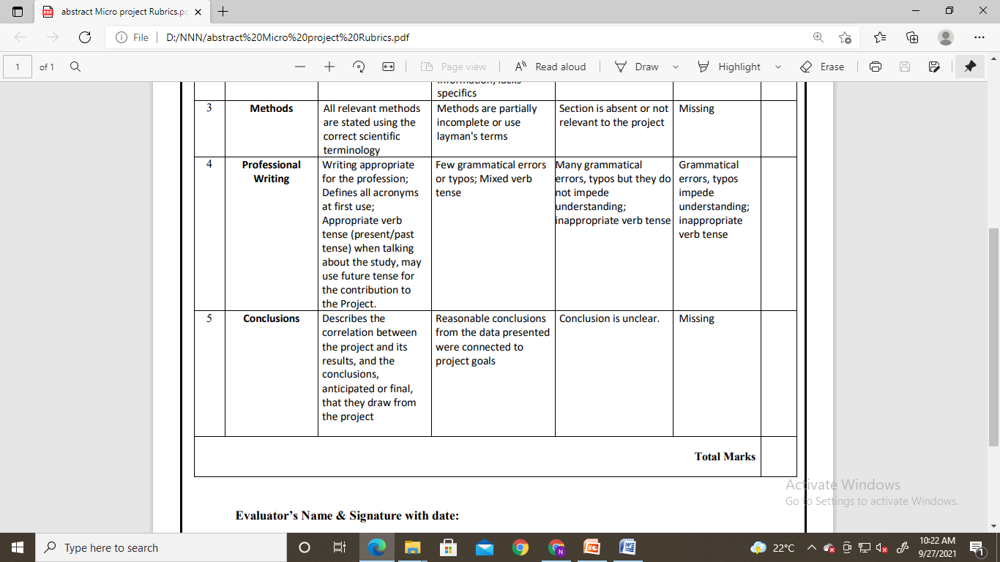 abstract Micro project Rubrics.pd
File
D:/NNN/abstract%20Micro%20project%20Rubrics.pdf
1
of 1
Page view
Read aloud
Draw
Highlight
Erase
specifics
3
Methods
All relevant methods
are stated using the
correct scientific
terminology
Methods are partially
incomplete or use
layman's terms
Section is absent or not
relevant to the project
Missing
4
Professional
Writing
Writing appropriate
for the profession;
Defines all acronyms
at first use;
Appropriate verb
tense (present/past
tense) when talking
about the study, may
use future tense for
the contribution to
the Project.
Few grammatical errors
or typos; Mixed verb
tense
Many grammatical
errors, typos but they do
not impede
understanding;
inappropriate verb tense
Grammatical
errors, typos
impede
understanding;
inappropriate
verb tense
5
Conclusions
Describes the
correlation between
the project and its
results, and the
conclusions,
anticipated or final,
that they draw from
the project
Reasonable conclusions
from the data presented
were connected to
project goals
Conclusion is unclear.
Missing
Total Marks
Activate Windows
Go to Settings to activate Windows.
Evaluator’s Name & Signature with date:
Type here to search
22°C
10:22 AM
9/27/2021
1